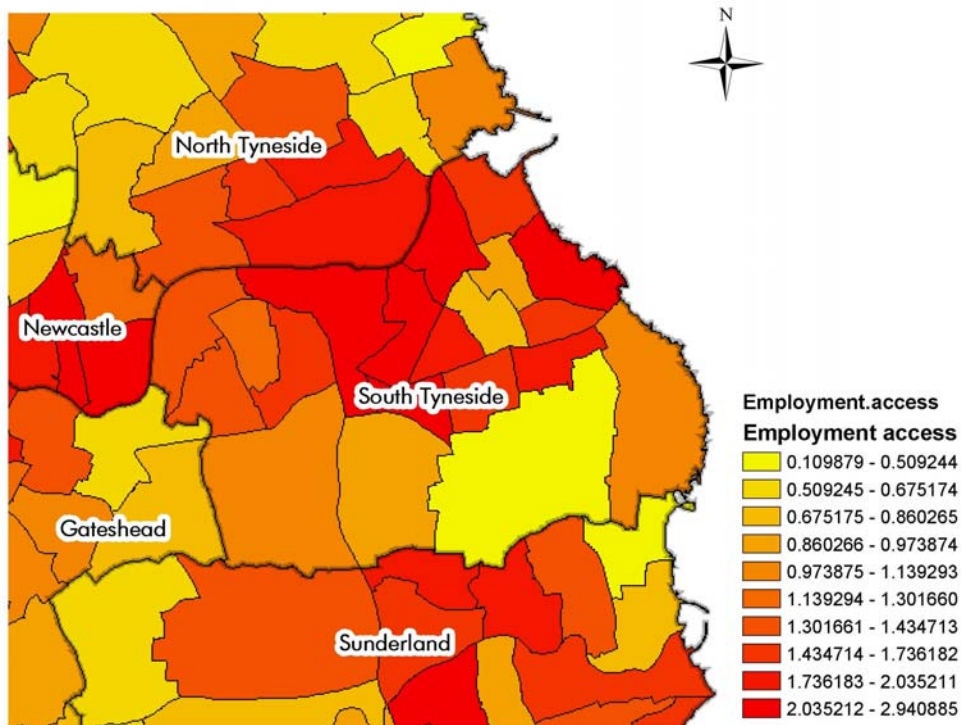 N
North Tyneside
Newcastle
South Tyneside
Gateshead
Sunderland
Employment.access
Employment access
0.109879 - 0.509244
0.509245 - 0.675174
0.675175 - 0.860265
0.860266 - 0.973874
0.973875 - 1.139293
1.139294 - 1.301660
1.301661 - 1.434713
1.434714 - 1.736182
1.736183 - 2.035211
2.035212 - 2.940885